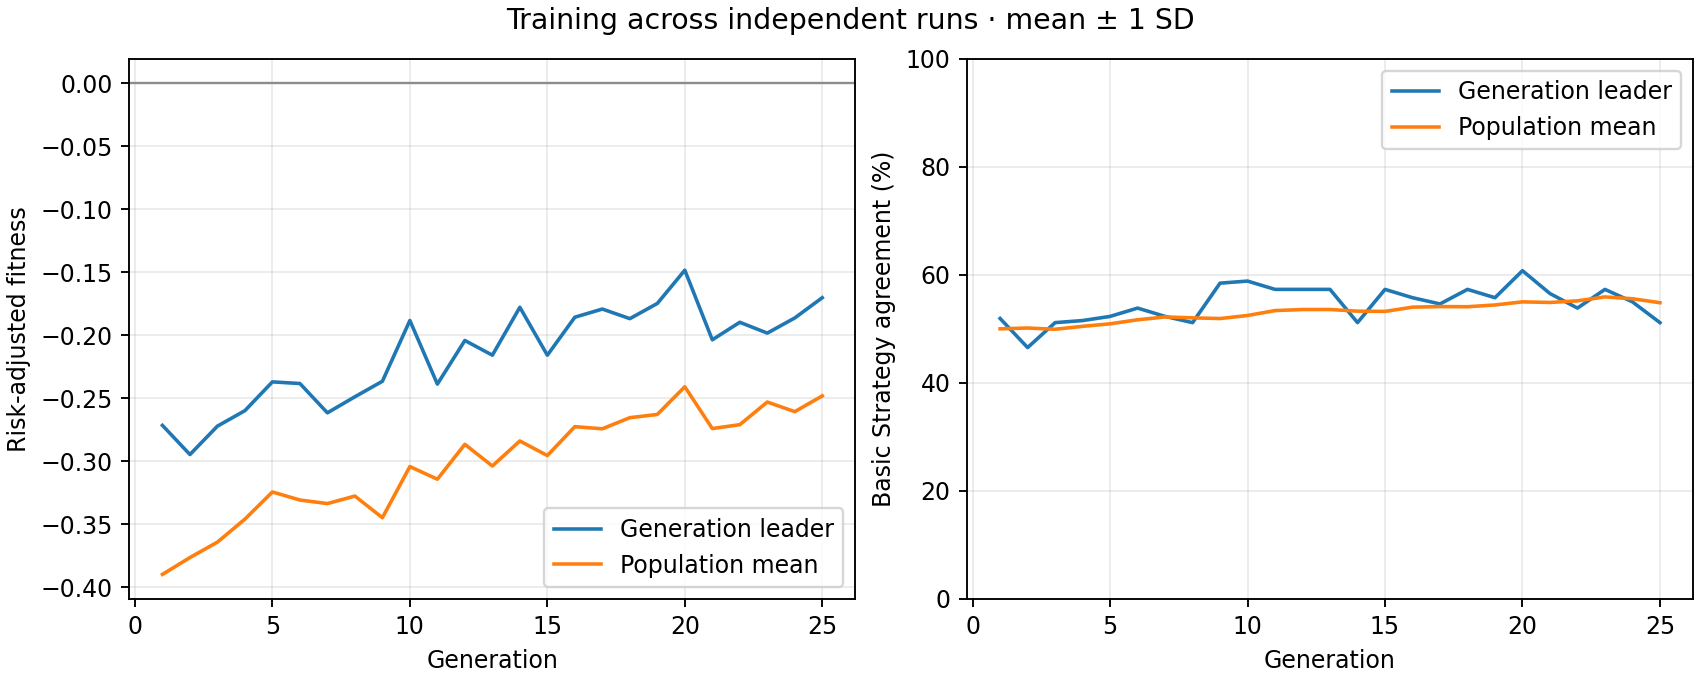 Training across independent runs · mean ± 1 SD
Risk-adjusted fitness
0.00
−0.05
−0.10
−0.15
−0.20
−0.25
−0.30
−0.35
−0.40
Generation leader
Population mean
0 5 10 15 20 25
Generation
Basic Strategy agreement (%)
100
80
60
40
20
0
Generation leader
Population mean
0 5 10 15 20 25
Generation